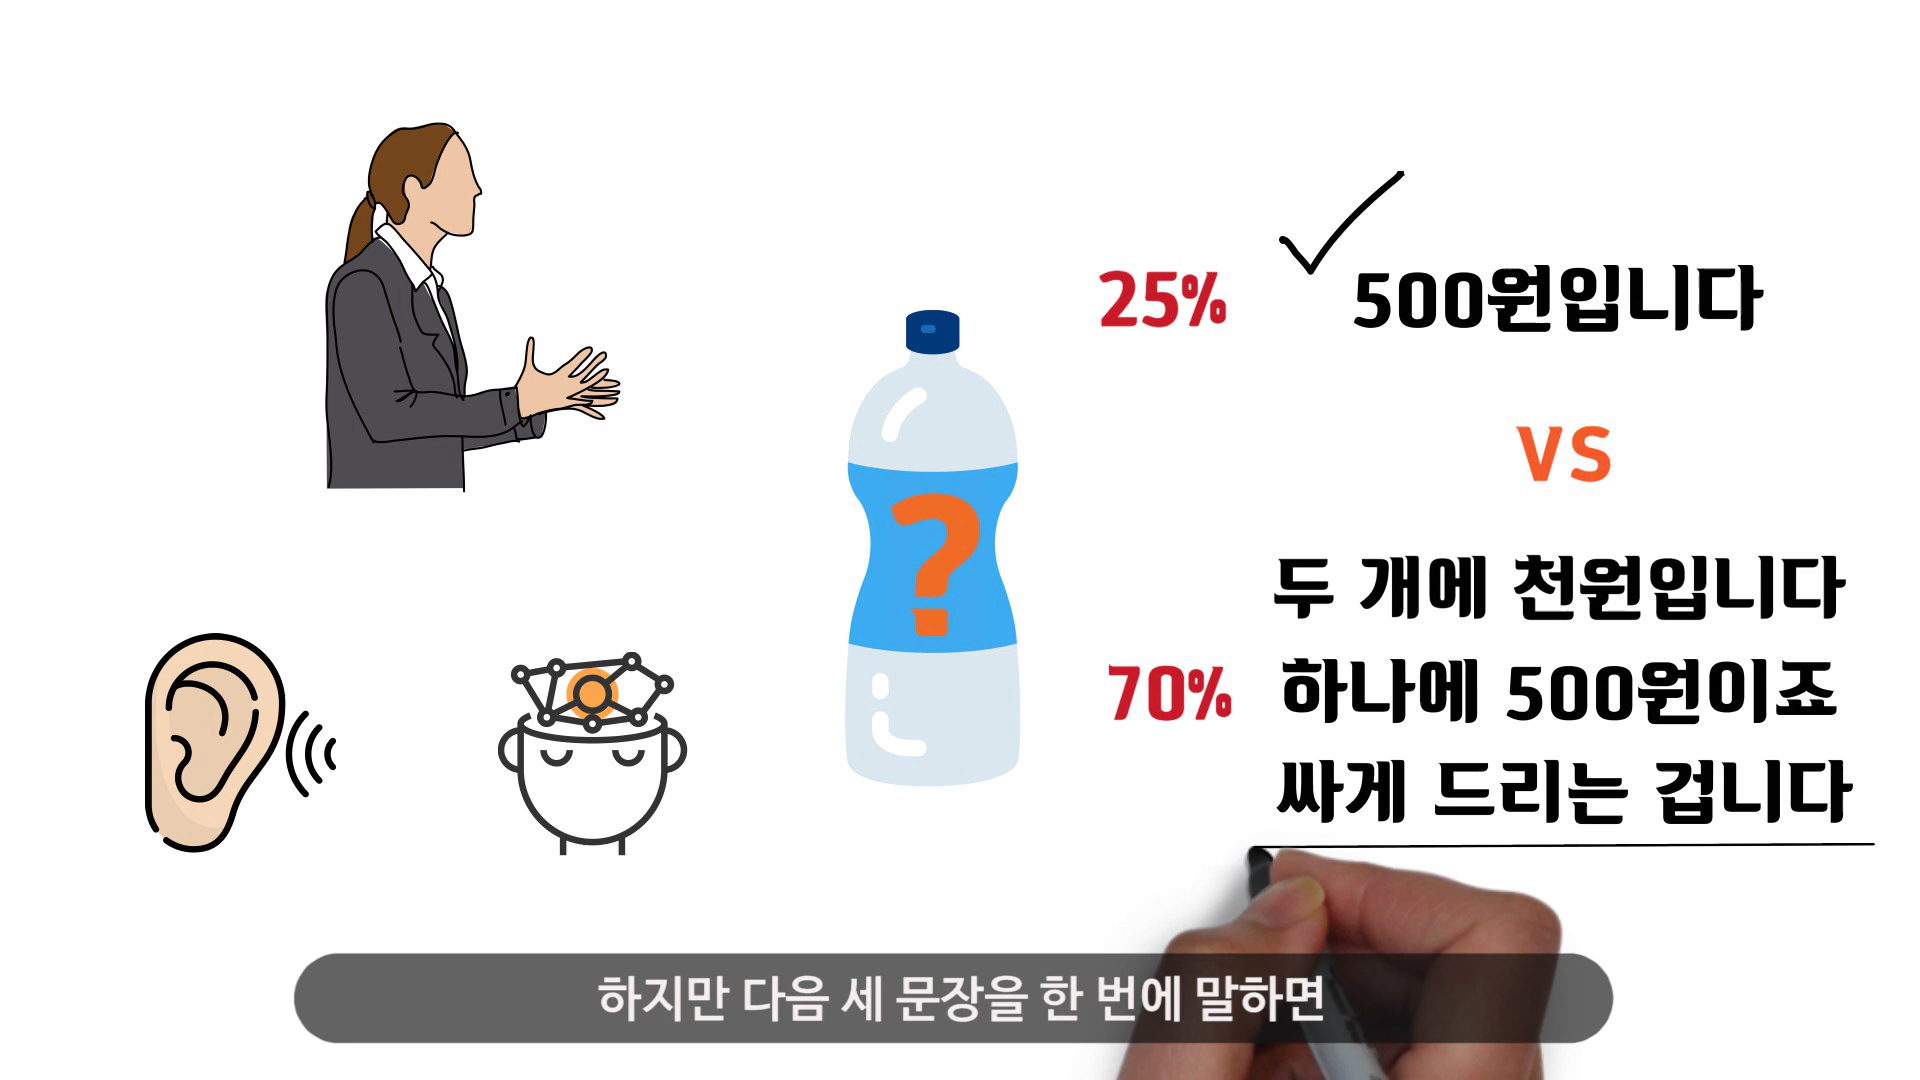 25%
500원입니다
VS
?
두 개에 천원입니다
70%
하나에 500원이죠
싸게 드리는 겁니다
하지만 다음 세 문장을 한 번에 말하면